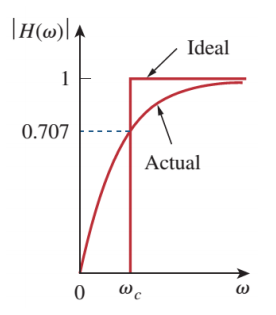 |H(ω)|
Ideal
1
0.707
Actual
0
ω_c
ω